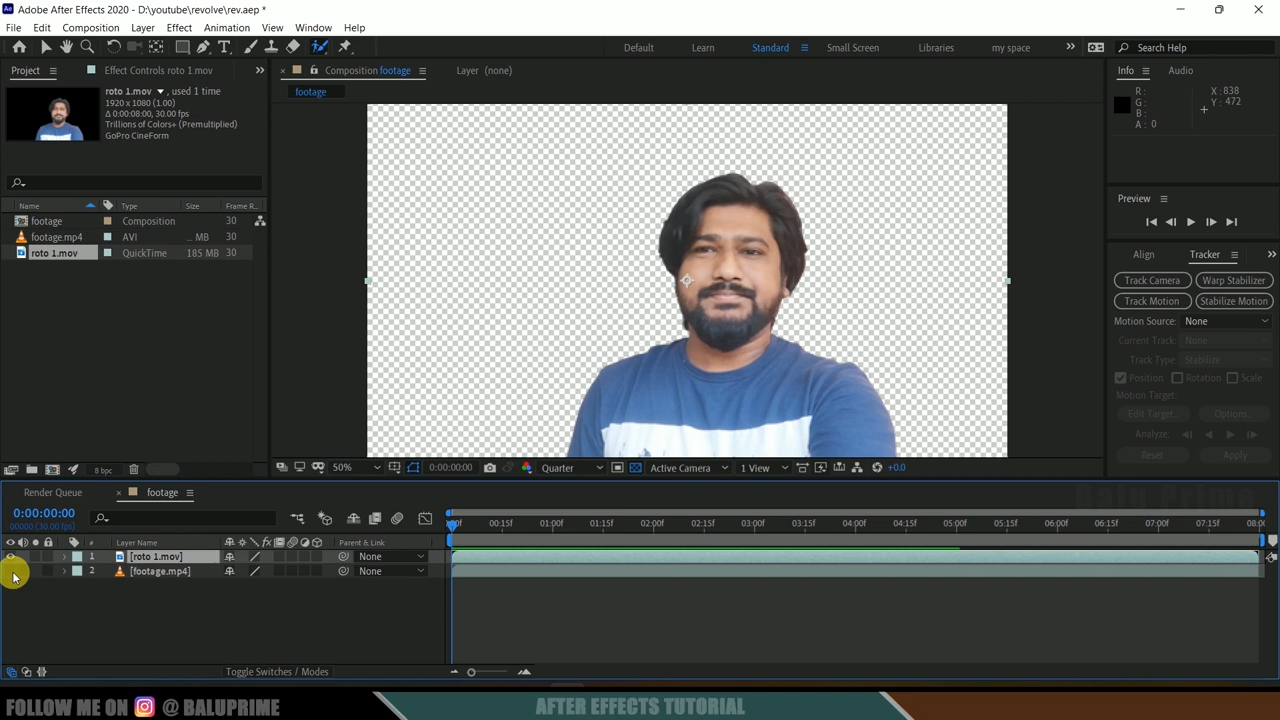 Adobe After Effects 2020 - D:\youtube\revolve\rev.aep *
File Edit Composition Layer Effect Animation View Window Help
Default Learn Standard Small Screen Libraries my space Search Help
Project Effect Controls roto 1.mov
Composition footage Layer (none)
Info Audio
footage
roto 1.mov , used 1 time
1920 x 1080 (1.00)
Δ 0:00:08:00, 30.00 fps
Trillions of Colors+ (Premultiplied)
GoPro CineForm
R :
G :
B :
A : 0
X : 838
Y : 472
Preview
Name Type Size Frame R..
footage Composition 30
footage.mp4 AVI ... MB 30
roto 1.mov QuickTime 185 MB 30
Align Tracker
Track Camera Warp Stabilizer
Track Motion Stabilize Motion
Motion Source: None
Current Track: None
Track Type: Stabilize
Position Rotation Scale
Motion Target:
Edit Target... Options...
Analyze:
Reset Apply
8 bpc
50% 0:00:00:00 Quarter Active Camera 1 View +0.0
Render Queue footage
Balu Prime
0:00:00:00
00000 (30.00 fps)
:00f 00:15f 01:00f 01:15f 02:00f 02:15f 03:00f 03:15f 04:00f 04:15f 05:00f 05:15f 06:00f 06:15f 07:00f 07:15f 08:0
# Layer Name fx Parent & Link
1 [roto 1.mov] None
2 [footage.mp4] None
Toggle Switches / Modes
FOLLOW ME ON @ BALUPRIME
AFTER EFFECTS TUTORIAL